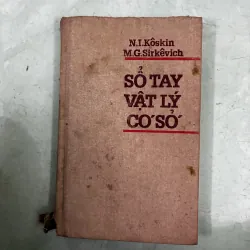 N.I.Kôskin
M.G.Sirkêvich
SỔ TAY
VẬT LÝ
CƠ SỞ